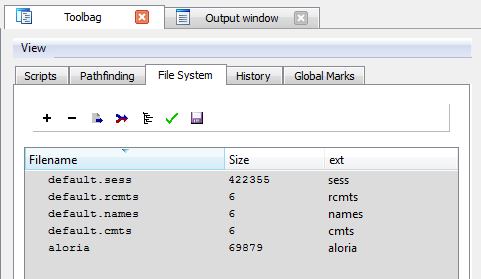 Toolbag Output window
View
Scripts Pathfinding File System History Global Marks
Filename Size ext
default.sess 422355 sess
default.rcmts 6 rcmts
default.names 6 names
default.cmts 6 cmts
aloria 69879 aloria